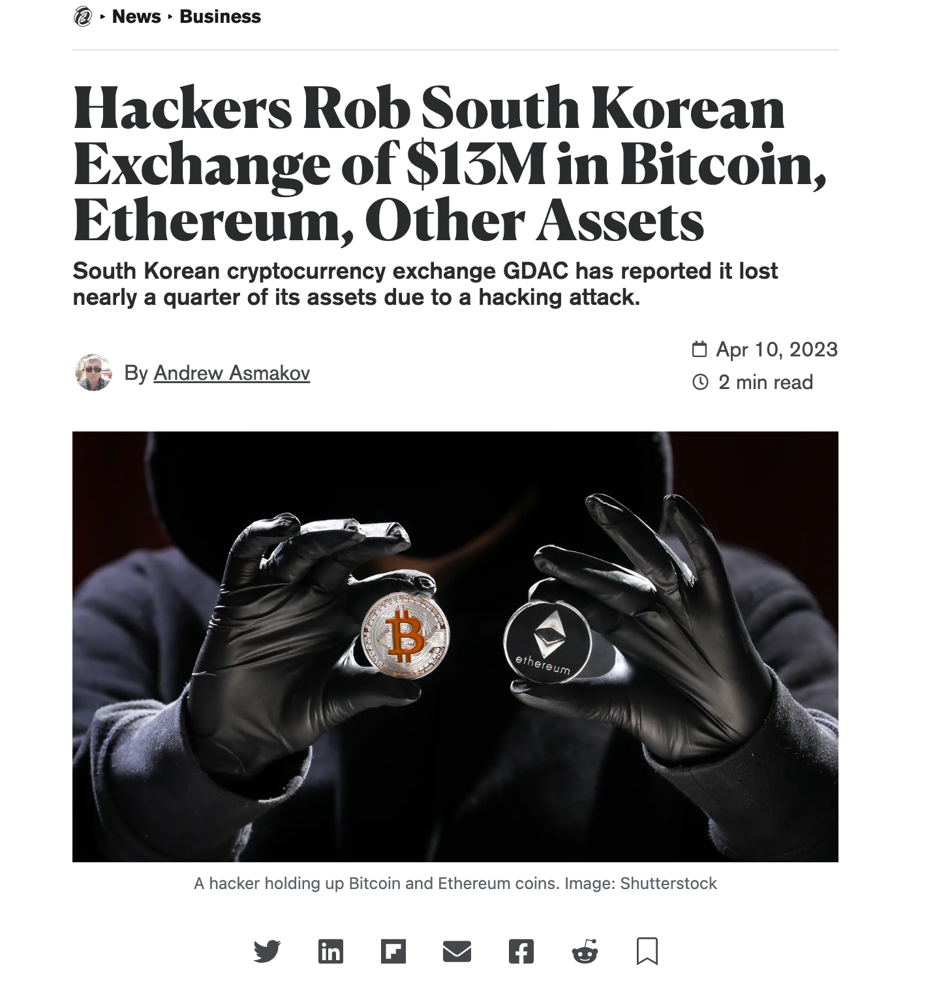 News ▸ Business
Hackers Rob South Korean
Exchange of $13M in Bitcoin,
Ethereum, Other Assets
South Korean cryptocurrency exchange GDAC has reported it lost
nearly a quarter of its assets due to a hacking attack.
By Andrew Asmakov
Apr 10, 2023
2 min read
ethereum
A hacker holding up Bitcoin and Ethereum coins. Image: Shutterstock